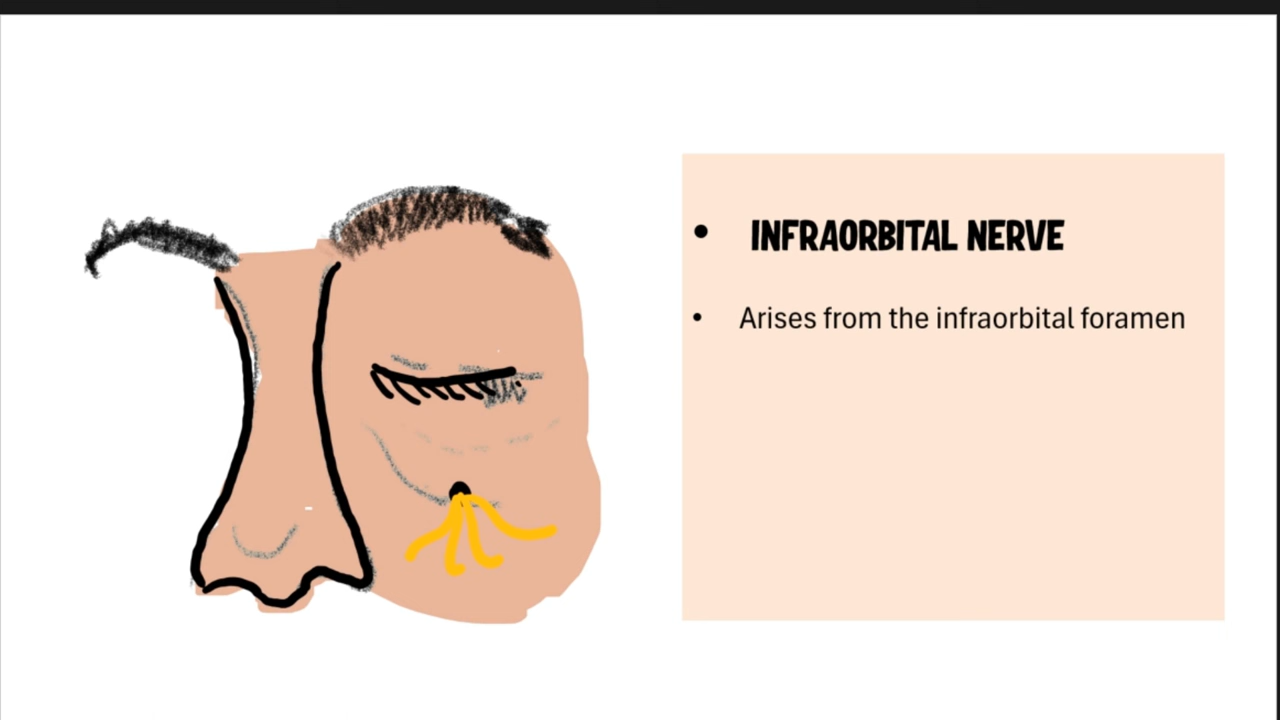 • INFRAORBITAL NERVE
• Arises from the infraorbital foramen